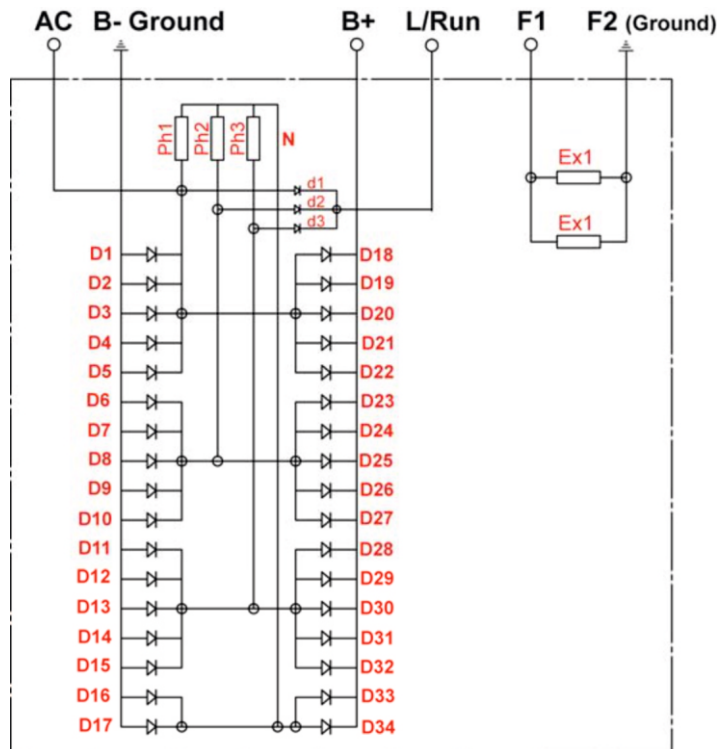 AC B- Ground B+ L/Run F1 F2 (Ground)
Ph1 Ph2 Ph3 N
Ex1
d1
d2
d3
Ex1
D1 D18
D2 D19
D3 D20
D4 D21
D5 D22
D6 D23
D7 D24
D8 D25
D9 D26
D10 D27
D11 D28
D12 D29
D13 D30
D14 D31
D15 D32
D16 D33
D17 D34